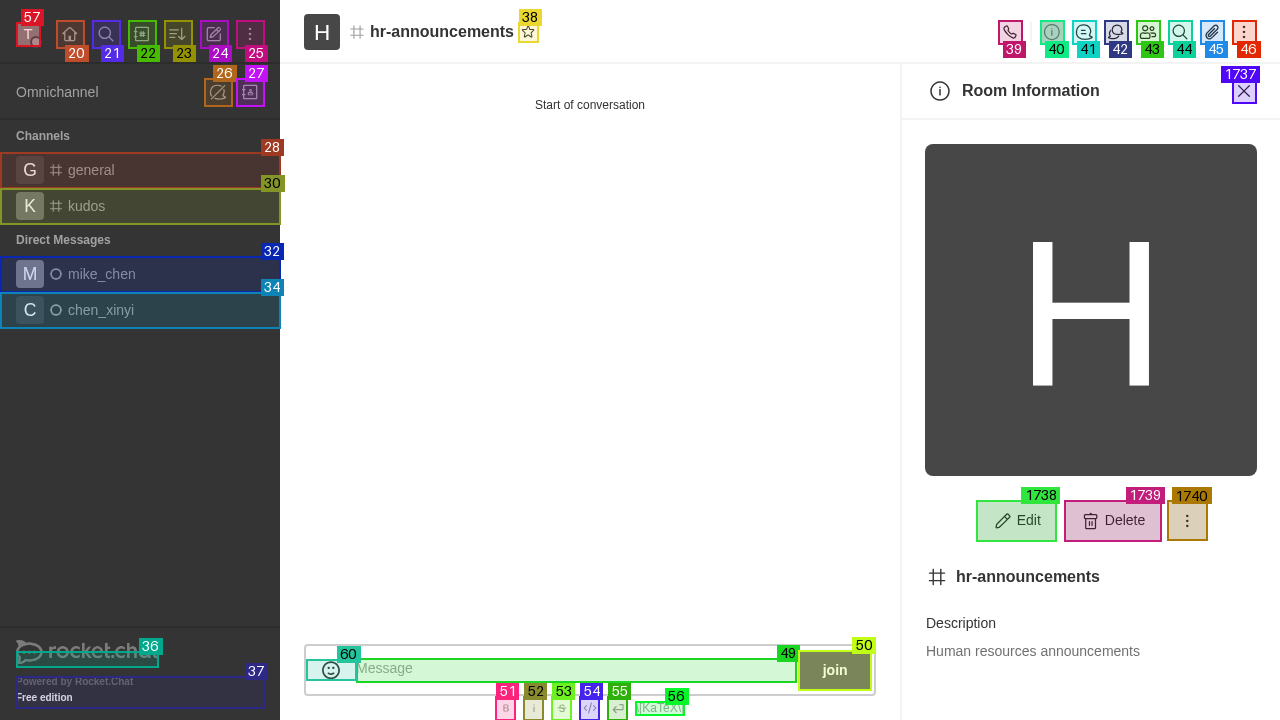 57
T
20
21
22
23
24
25
Omnichannel
26
27
Channels
28
G general
30
K kudos
Direct Messages
32
M mike_chen
34
C chen_xinyi
36
rocket.cha
37
Powered by Rocket.Chat
Free edition
H hr-announcements
38
39
40
41
42
43
44
45
46
Start of conversation
60
Message
49
50
join
51
52
53
54
55
56
B
i
S
</>
\[KaTeX\]
1737
Room Information
H
1738
Edit
1739
Delete
1740
hr-announcements
Description
Human resources announcements